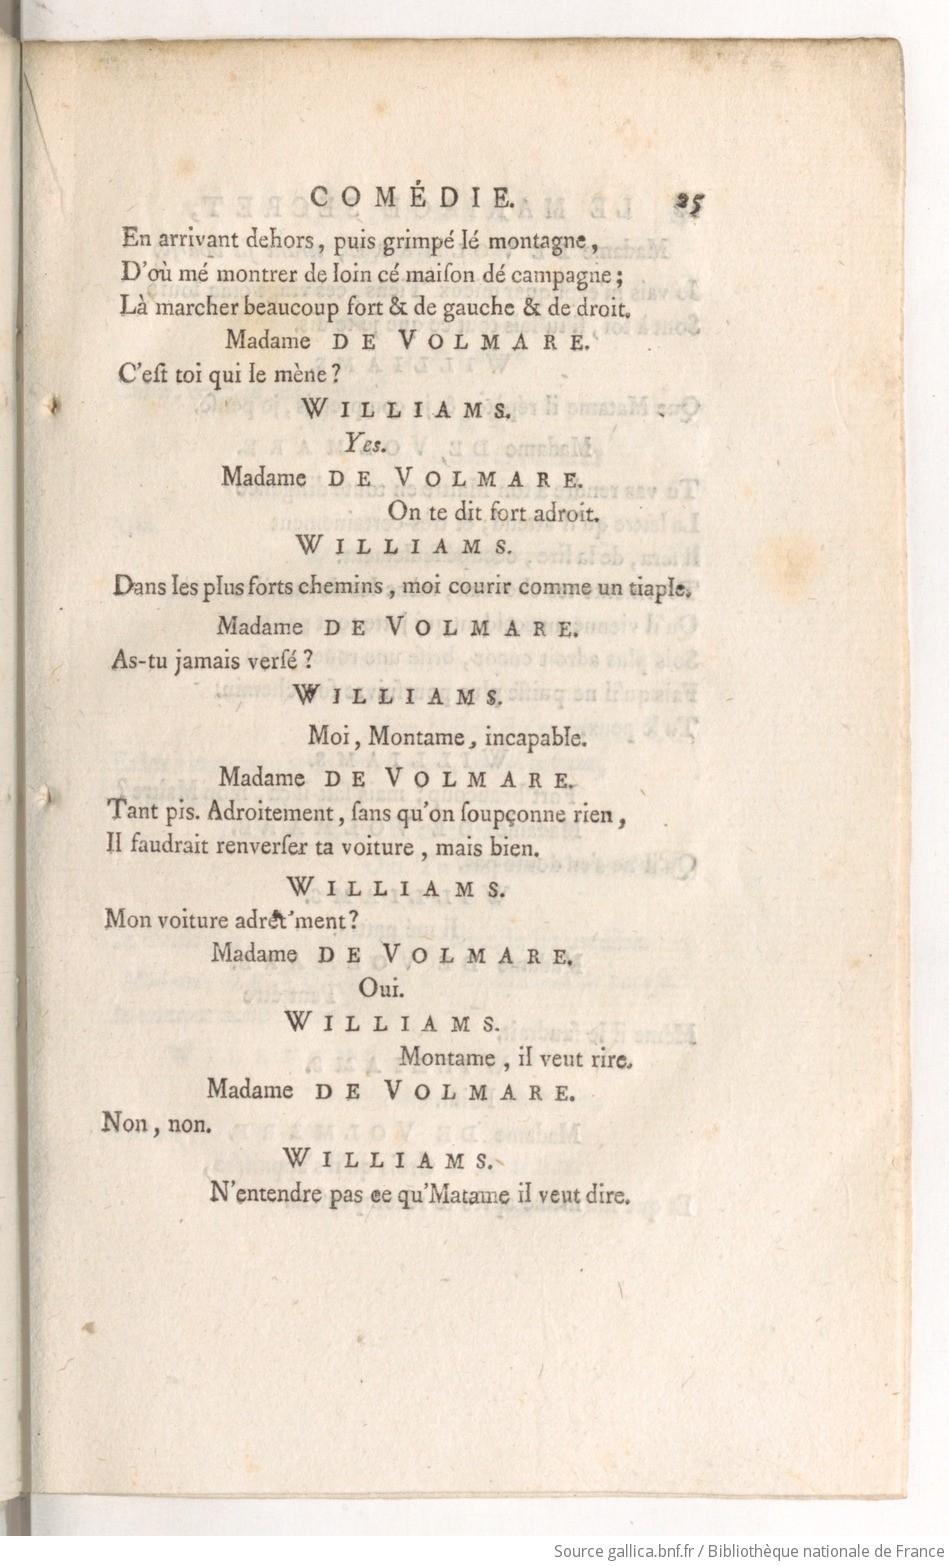 COMÉDIE. 25
En arrivant dehors, puis grimpé lé montagne,
D'où mé montrer de loin cé maiſon dé campagne;
Là marcher beaucoup fort & de gauche & de droit.
Madame DE VOLMARE.
C'eſt toi qui le mène?
WILLIAMS.
Yes.
Madame DE VOLMARE.
On te dit fort adroit.
WILLIAMS.
Dans les plus forts chemins, moi courir comme un tiaple.
Madame DE VOLMARE.
As-tu jamais verſé?
WILLIAMS.
Moi, Montame, incapable.
Madame DE VOLMARE.
Tant pis. Adroitement, ſans qu'on ſoupçonne rien,
Il faudrait renverſer ta voiture, mais bien.
WILLIAMS.
Mon voiture adrêt'ment?
Madame DE VOLMARE.
Oui.
WILLIAMS.
Montame, il veut rire.
Madame DE VOLMARE.
Non, non.
WILLIAMS.
N'entendre pas ce qu'Matame il veut dire.
Source gallica.bnf.fr / Bibliothèque nationale de France